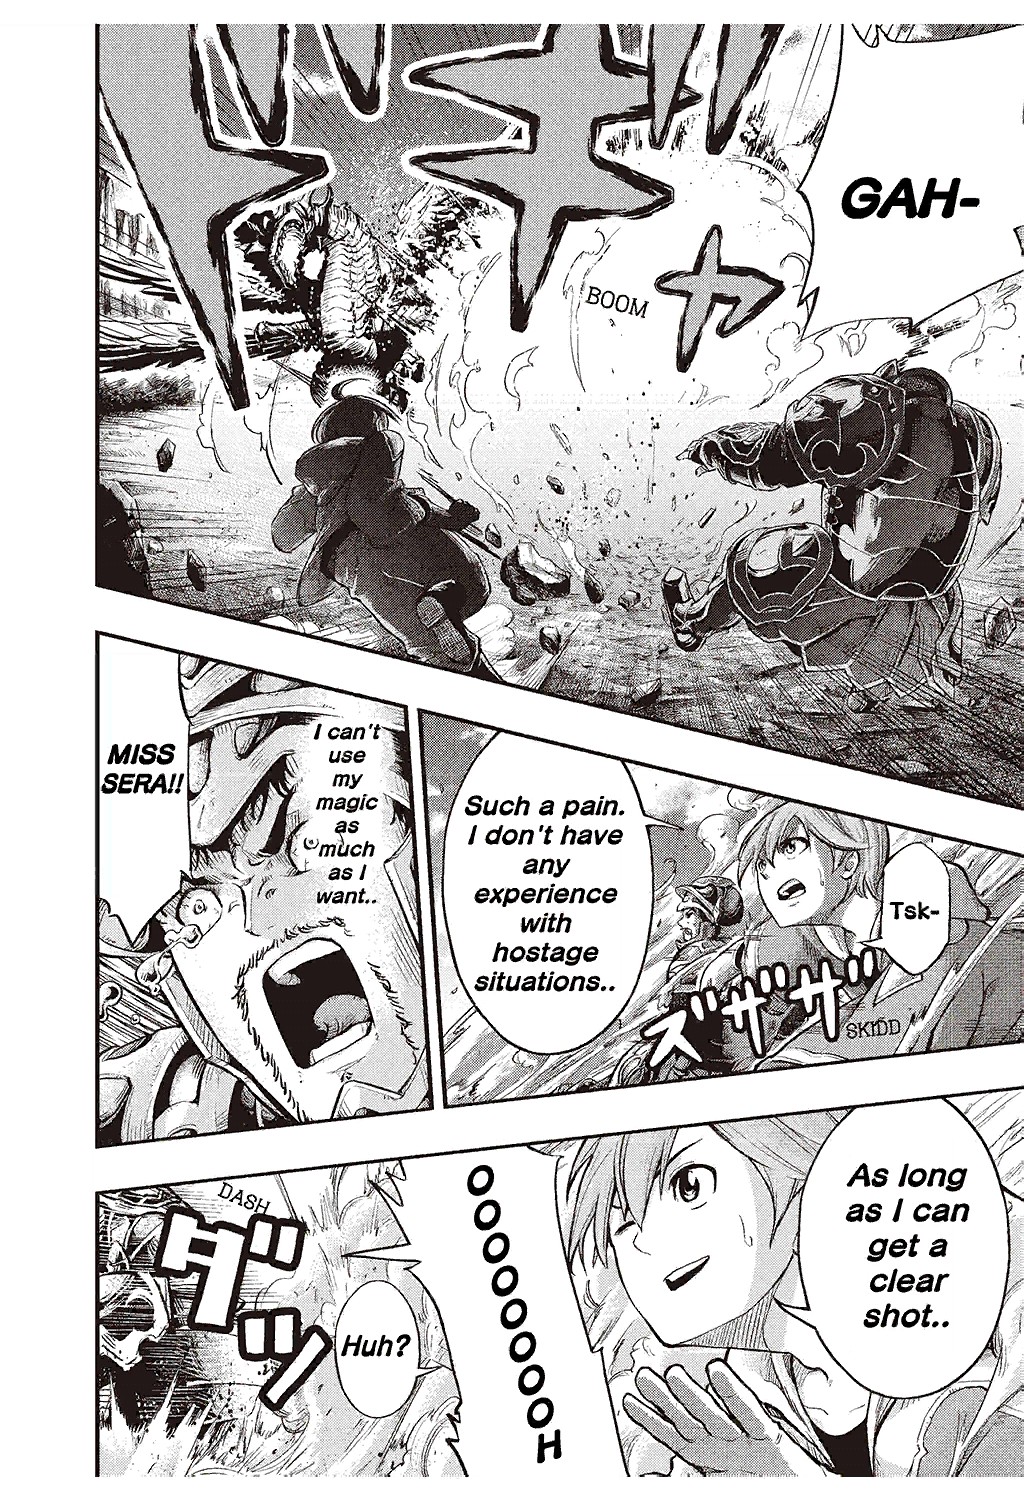 GAH-
ギャ
BOOM
Tsk-
ズザザザ
SKIDD
Such a pain.
I don't have
any
experience
with
hostage
situations..
I can't
use
my
magic
as
much
as I
want..
MISS
SERA!!
As long
as I can
get a
clear
shot..
OOOOOOOOH
Huh?
DASH
ダッ